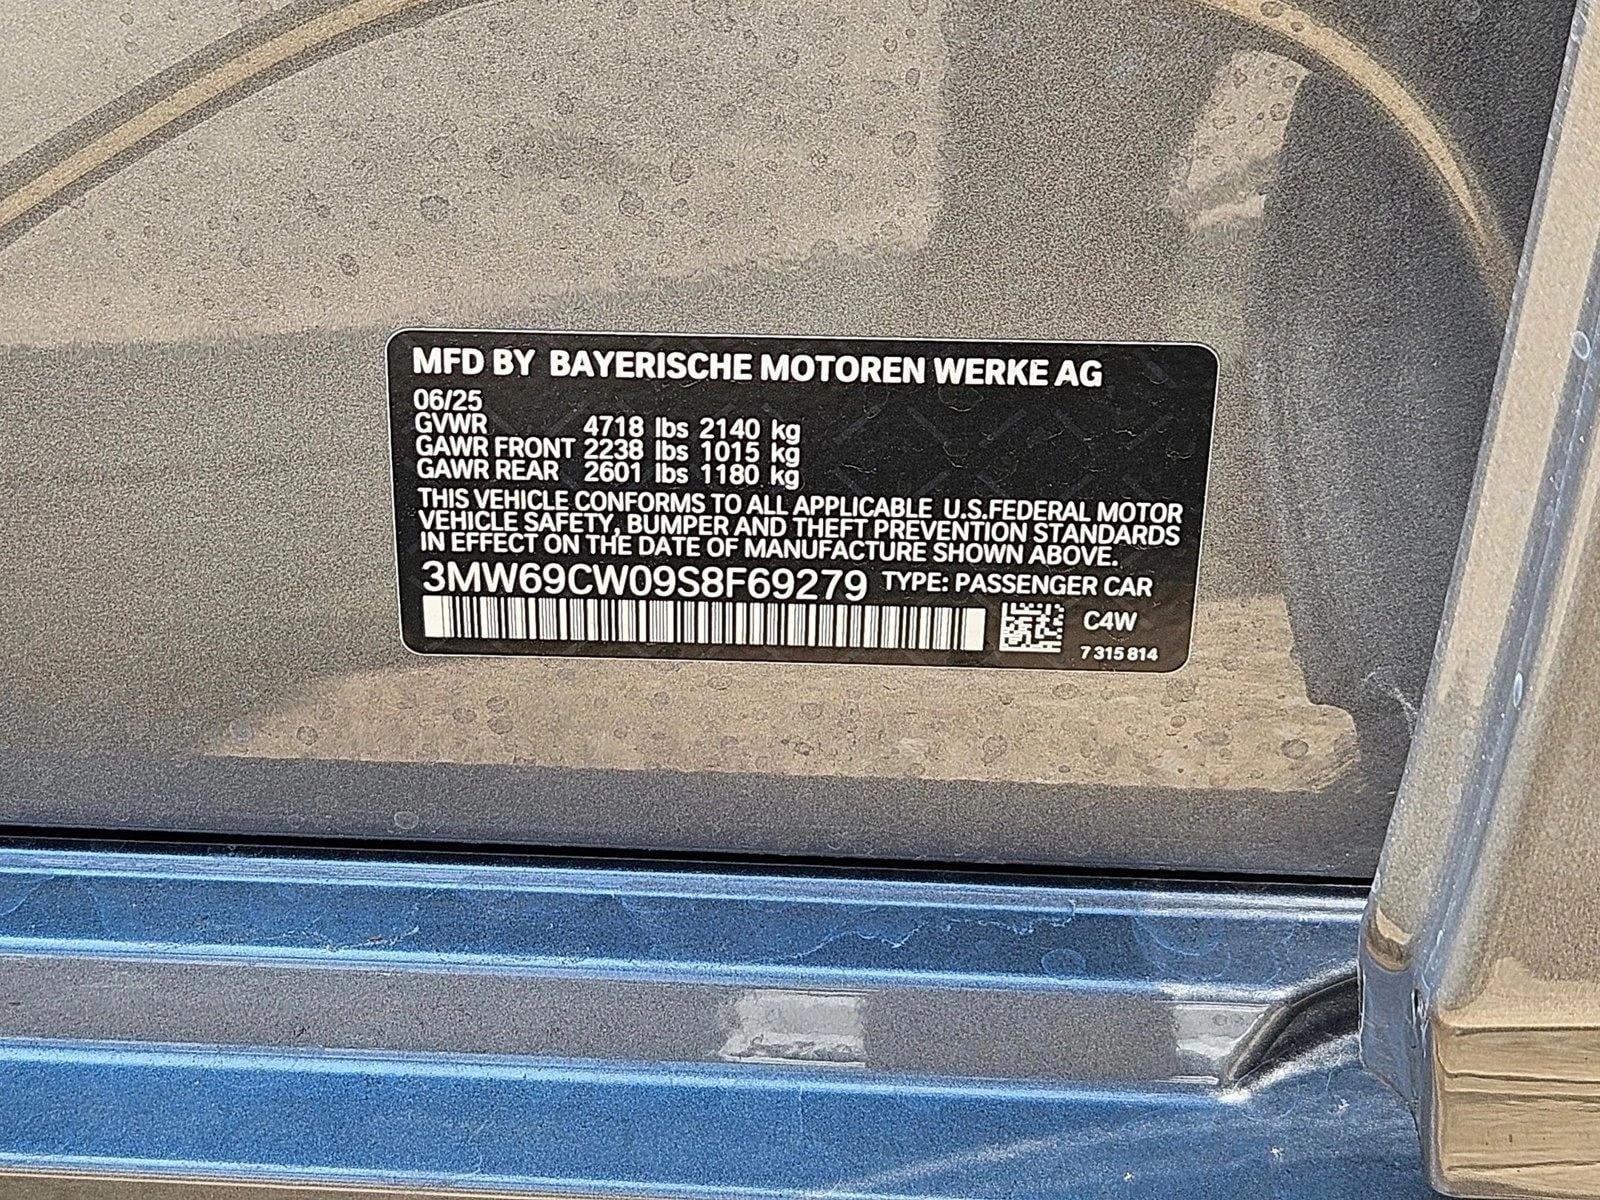 MFD BY BAYERISCHE MOTOREN WERKE AG
06/25
GVWR 4718 lbs 2140 kg
GAWR FRONT 2238 lbs 1015 kg
GAWR REAR 2601 lbs 1180 kg
THIS VEHICLE CONFORMS TO ALL APPLICABLE U.S.FEDERAL MOTOR
VEHICLE SAFETY, BUMPER AND THEFT PREVENTION STANDARDS
IN EFFECT ON THE DATE OF MANUFACTURE SHOWN ABOVE.
3MW69CW09S8F69279 TYPE: PASSENGER CAR
C4W
7 315 814